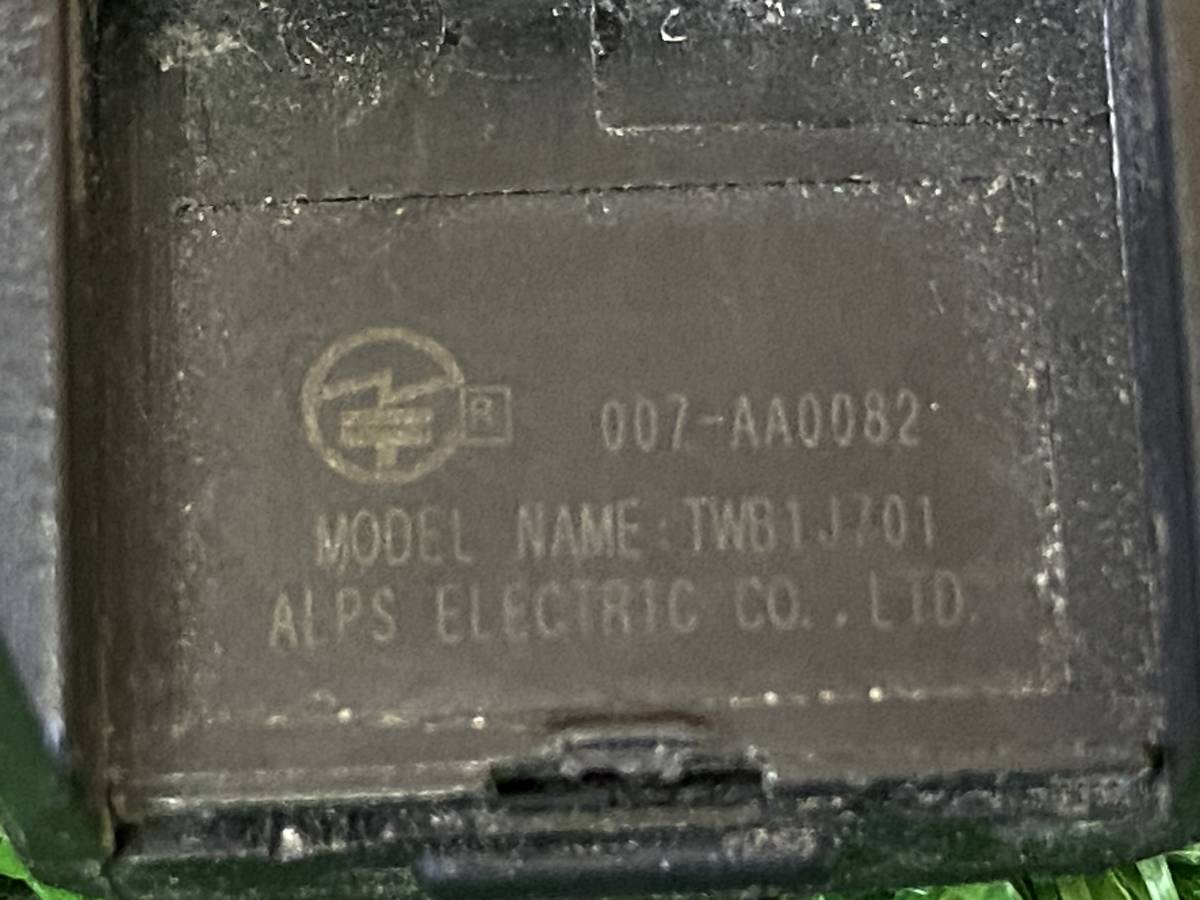 R 007-AA0082
MODEL NAME:TWB1J701
ALPS ELECTRIC CO.,LTD.